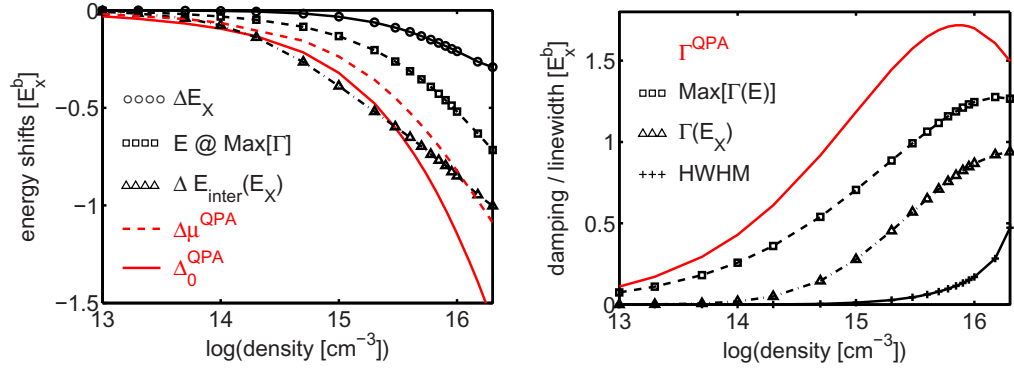 0
−0.5
−1
−1.5
energy shifts [E_X^b]
ΔE_X
E @ Max[Γ]
Δ E_inter(E_X)
Δμ^QPA
Δ_0^QPA
13 14 15 16
log(density [cm^−3])
1.5
1
0.5
0
damping / linewidth [E_X^b]
Γ^QPA
Max[Γ(E)]
Γ(E_X)
HWHM
13 14 15 16
log(density [cm^−3])